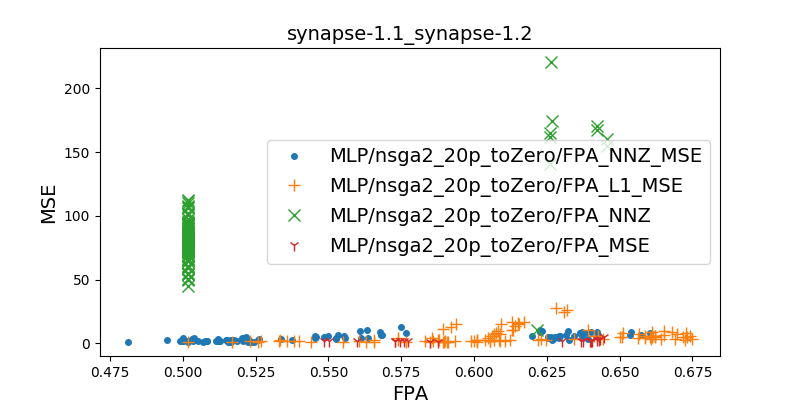 synapse-1.1_synapse-1.2
200
150
100
50
0
MSE
MLP/nsga2_20p_toZero/FPA_NNZ_MSE
MLP/nsga2_20p_toZero/FPA_L1_MSE
MLP/nsga2_20p_toZero/FPA_NNZ
MLP/nsga2_20p_toZero/FPA_MSE
0.475 0.500 0.525 0.550 0.575 0.600 0.625 0.650 0.675
FPA